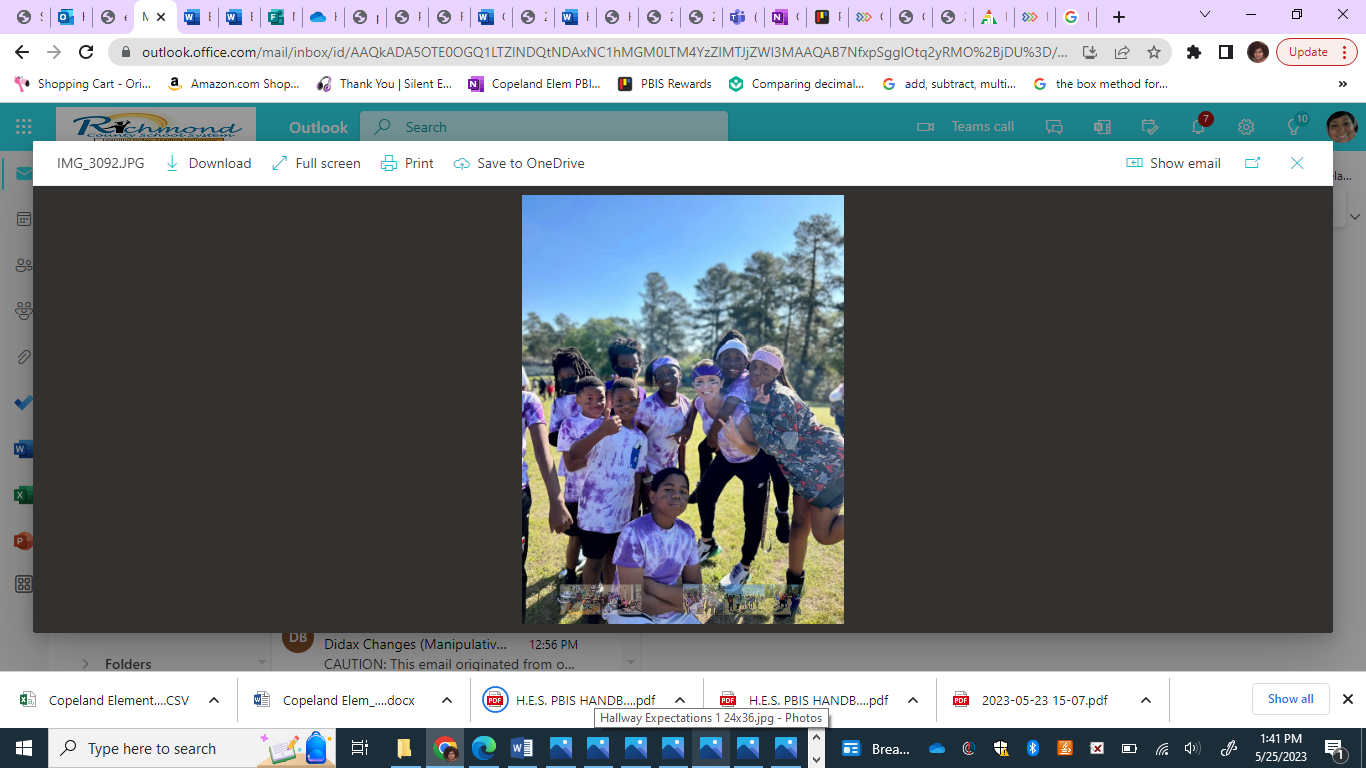 Update
outlook.office.com/mail/inbox/id/AAQkADA5OTE0OGQ1LTZINDQtNDAxNC1hMGM0LTM4YzZIMTJjZWI3MAAQAB7NfxpSggIOtq2yRMO%2BjDU%3D/...
Shopping Cart - Ori...
Amazon.com Shop...
Thank You | Silent E...
Copeland Elem PBI...
PBIS Rewards
Comparing decimal...
add, subtract, multi...
the box method for...
Richmond
County School System
Outlook
Search
Teams call
7
10
IMG_3092.JPG
Download
Full screen
Print
Save to OneDrive
Show email
Folders
DB
Didax Changes (Manipulativ...
12:56 PM
CAUTION: This email originated from o...
Copeland Element....CSV
Copeland Elem_....docx
H.E.S. PBIS HANDB....pdf
H.E.S. PBIS HANDB....pdf
2023-05-23 15-07.pdf
Show all
Hallway Expectations 1 24x36.jpg - Photos
Type here to search
Brea...
1:41 PM
5/25/2023
1